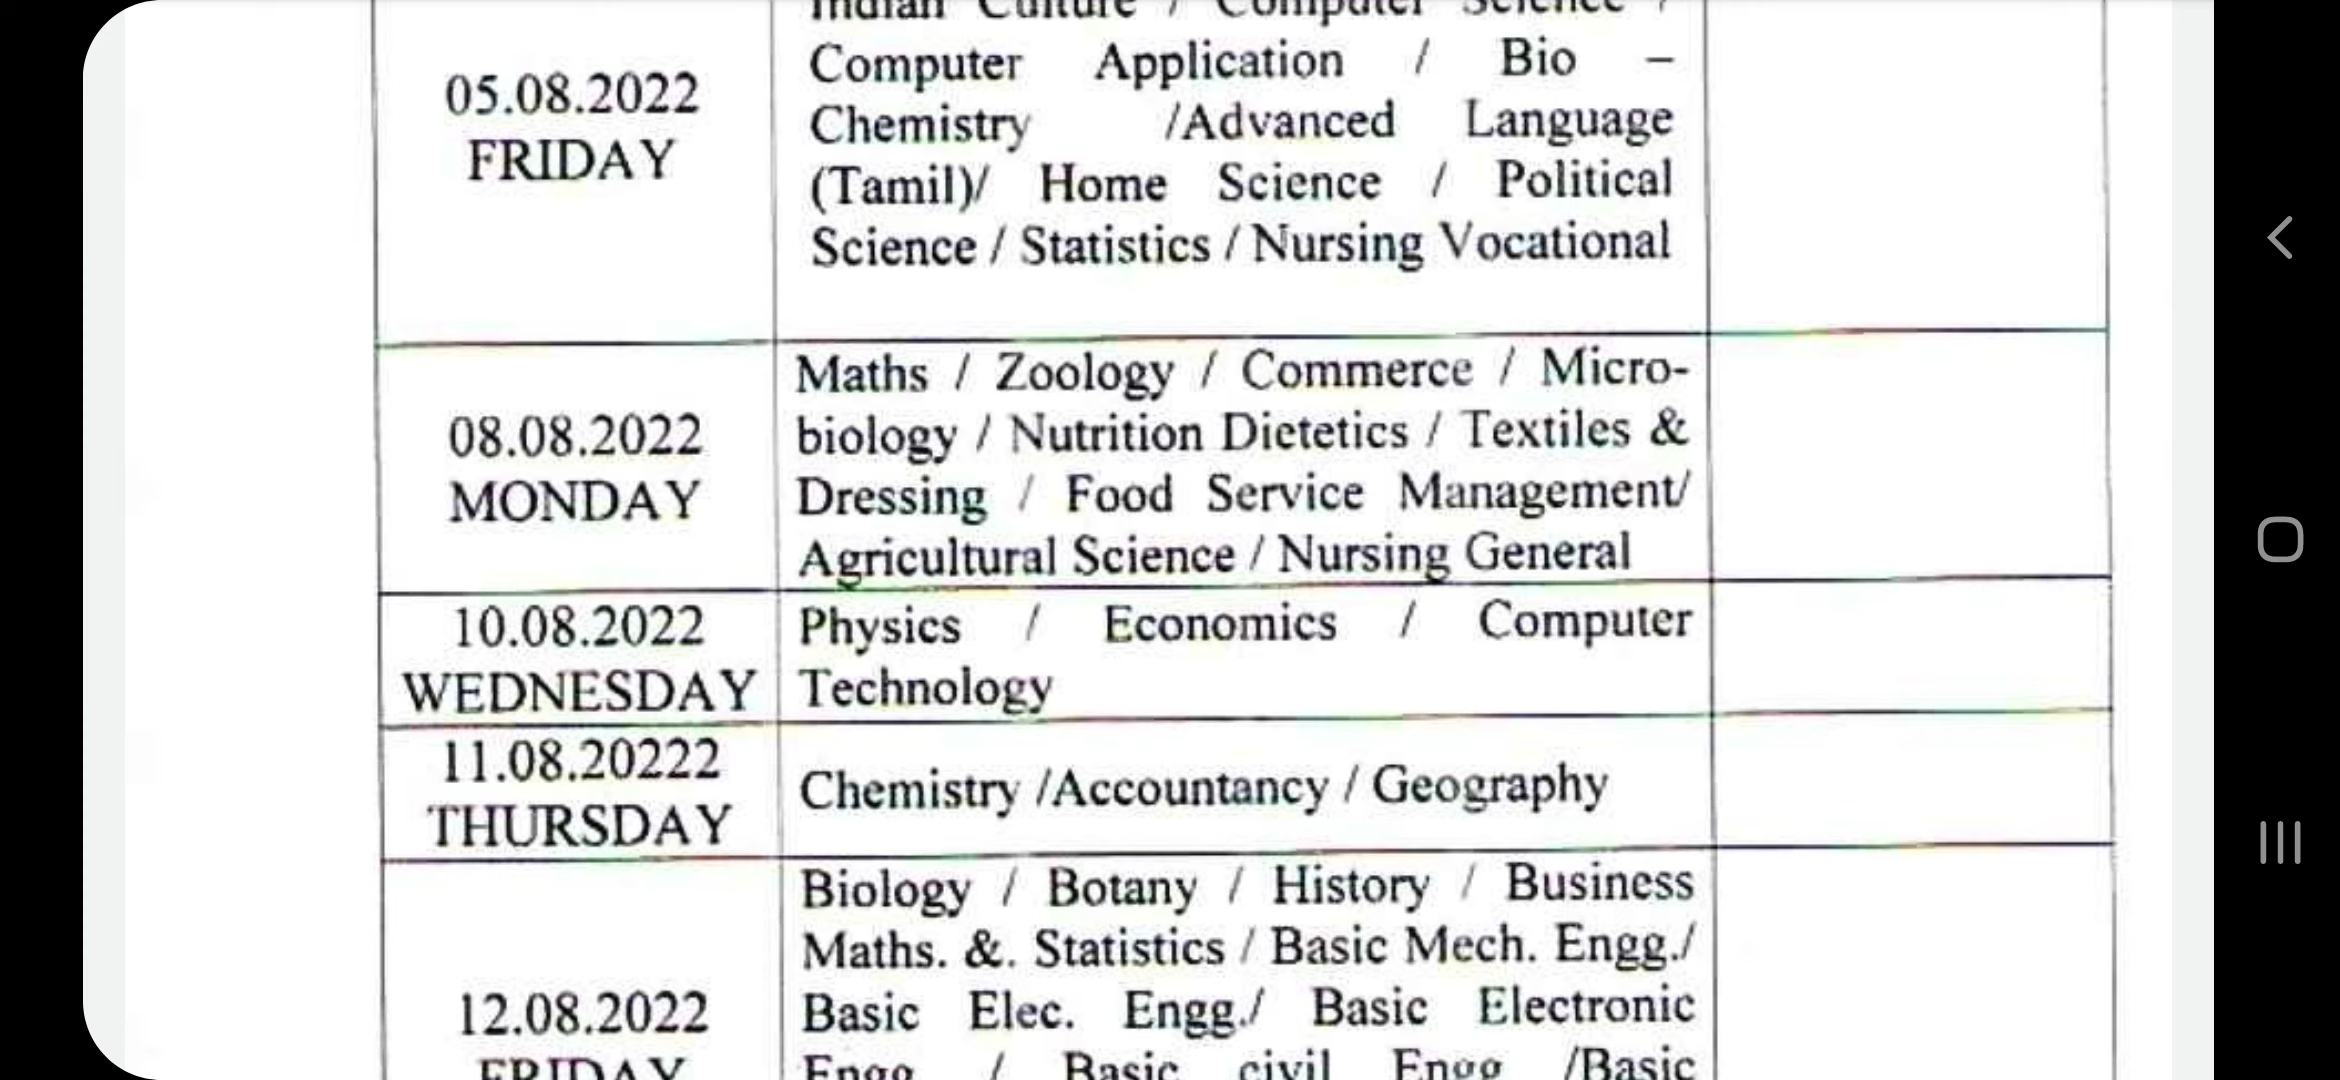 Indian Culture / Computer Science /
05.08.2022
FRIDAY
Computer Application / Bio –
Chemistry /Advanced Language
(Tamil)/ Home Science / Political
Science / Statistics / Nursing Vocational
08.08.2022
MONDAY
Maths / Zoology / Commerce / Micro-
biology / Nutrition Dietetics / Textiles &
Dressing / Food Service Management/
Agricultural Science / Nursing General
10.08.2022
WEDNESDAY
Physics / Economics / Computer
Technology
11.08.20222
THURSDAY
Chemistry /Accountancy / Geography
12.08.2022
FRIDAY
Biology / Botany / History / Business
Maths. &. Statistics / Basic Mech. Engg./
Basic Elec. Engg./ Basic Electronic
Engg / Basic civil Engg /Basic